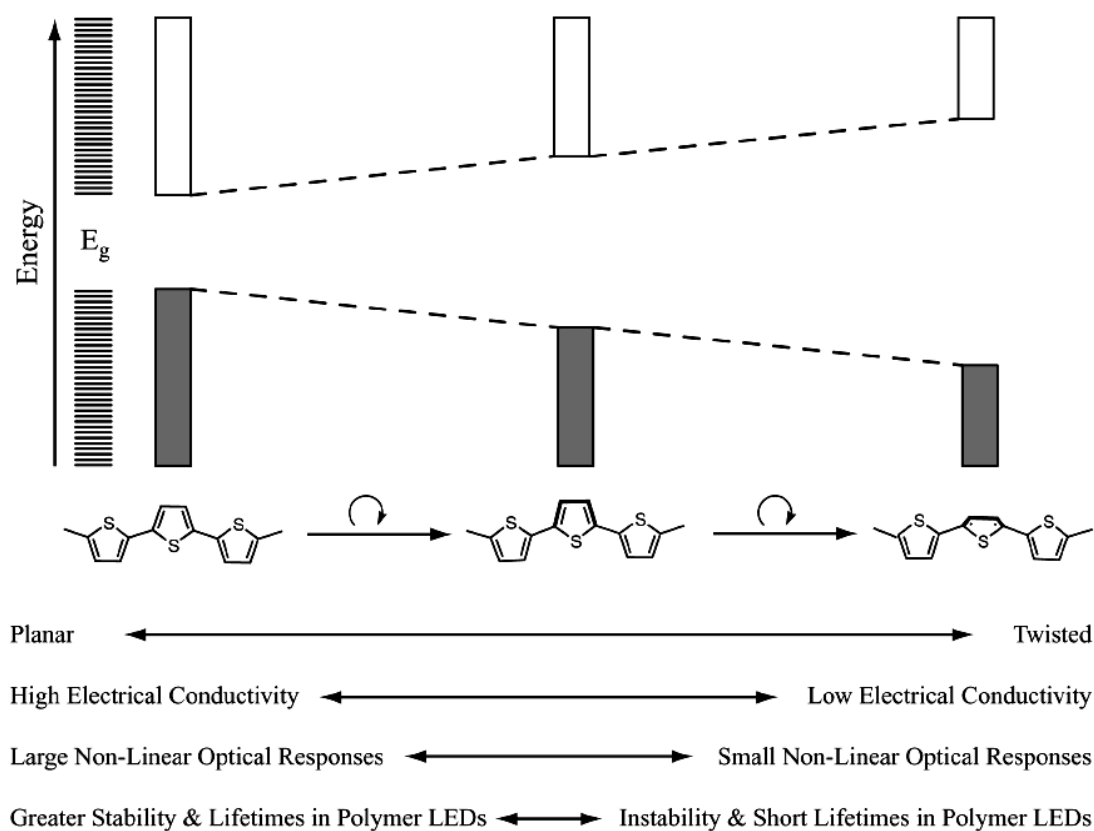 Energy
E_g
S S S
S S S
S S S
Planar Twisted
High Electrical Conductivity Low Electrical Conductivity
Large Non-Linear Optical Responses Small Non-Linear Optical Responses
Greater Stability & Lifetimes in Polymer LEDs Instability & Short Lifetimes in Polymer LEDs